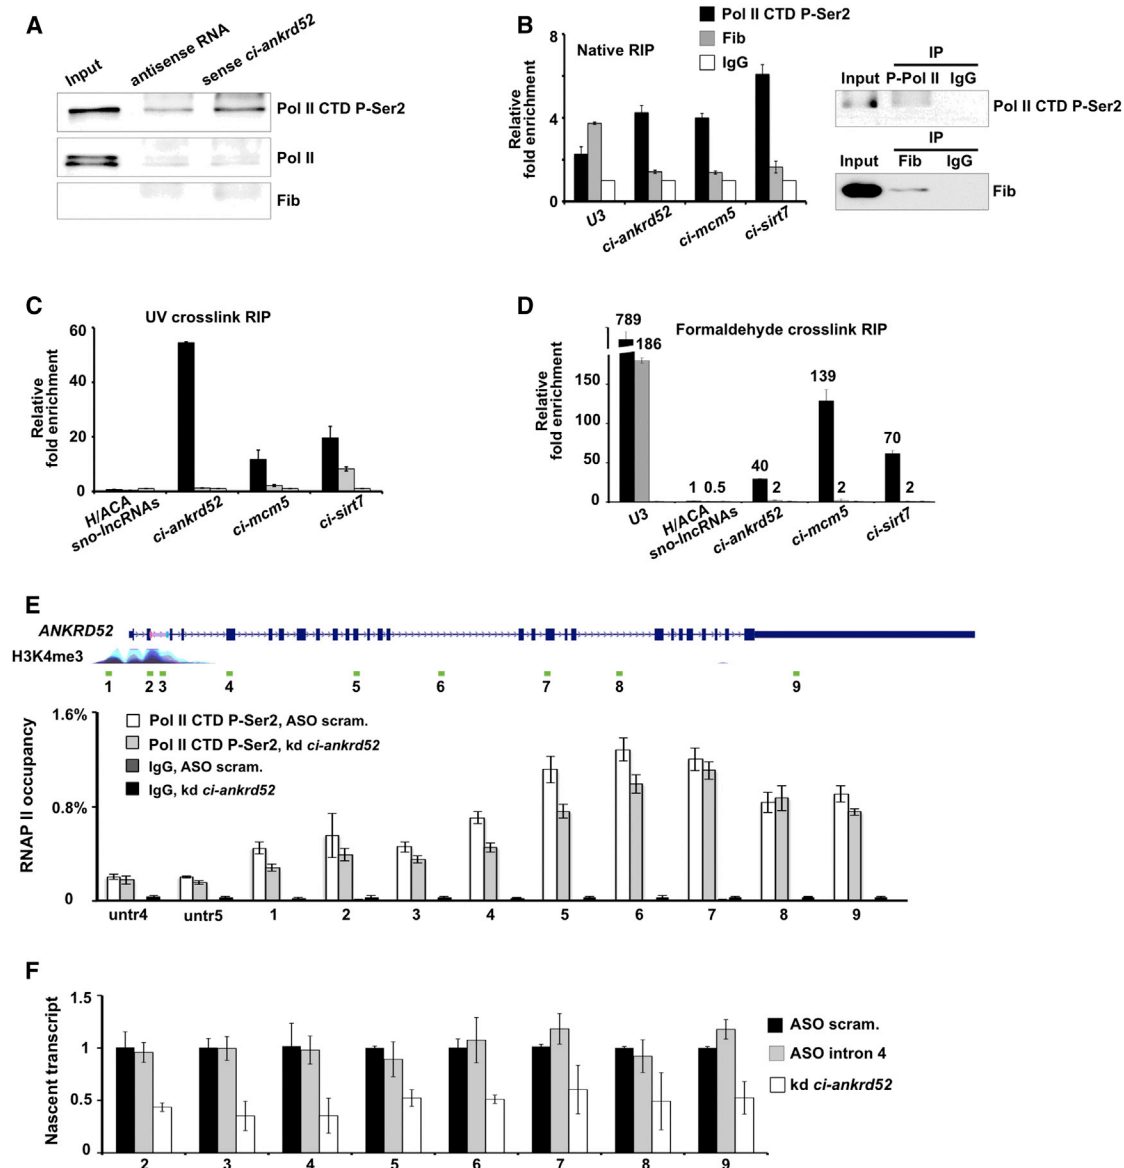 A
Input
antisense RNA
sense ci-ankrd52
Pol II CTD P-Ser2
Pol II
Fib
B
Native RIP
Pol II CTD P-Ser2
Fib
IgG
Relative
fold enrichment
8
4
0
U3
ci-ankrd52
ci-mcm5
ci-sirt7
IP
Input P-Pol II IgG
Pol II CTD P-Ser2
IP
Input Fib IgG
Fib
C
UV crosslink RIP
Relative
fold enrichment
60
40
20
0
H/ACA
sno-lncRNAs
ci-ankrd52
ci-mcm5
ci-sirt7
D
Formaldehyde crosslink RIP
Relative
fold enrichment
150
100
50
0
789
186
1 0.5
40
2
139
2
70
2
U3
H/ACA
sno-lncRNAs
ci-ankrd52
ci-mcm5
ci-sirt7
E
ANKRD52
H3K4me3
1 2 3 4 5 6 7 8 9
RNAP II occupancy
1.6%
0.8%
0
Pol II CTD P-Ser2, ASO scram.
Pol II CTD P-Ser2, kd ci-ankrd52
IgG, ASO scram.
IgG, kd ci-ankrd52
untr4 untr5 1 2 3 4 5 6 7 8 9
F
Nascent transcript
1.5
1
0.5
0
ASO scram.
ASO intron 4
kd ci-ankrd52
2 3 4 5 6 7 8 9